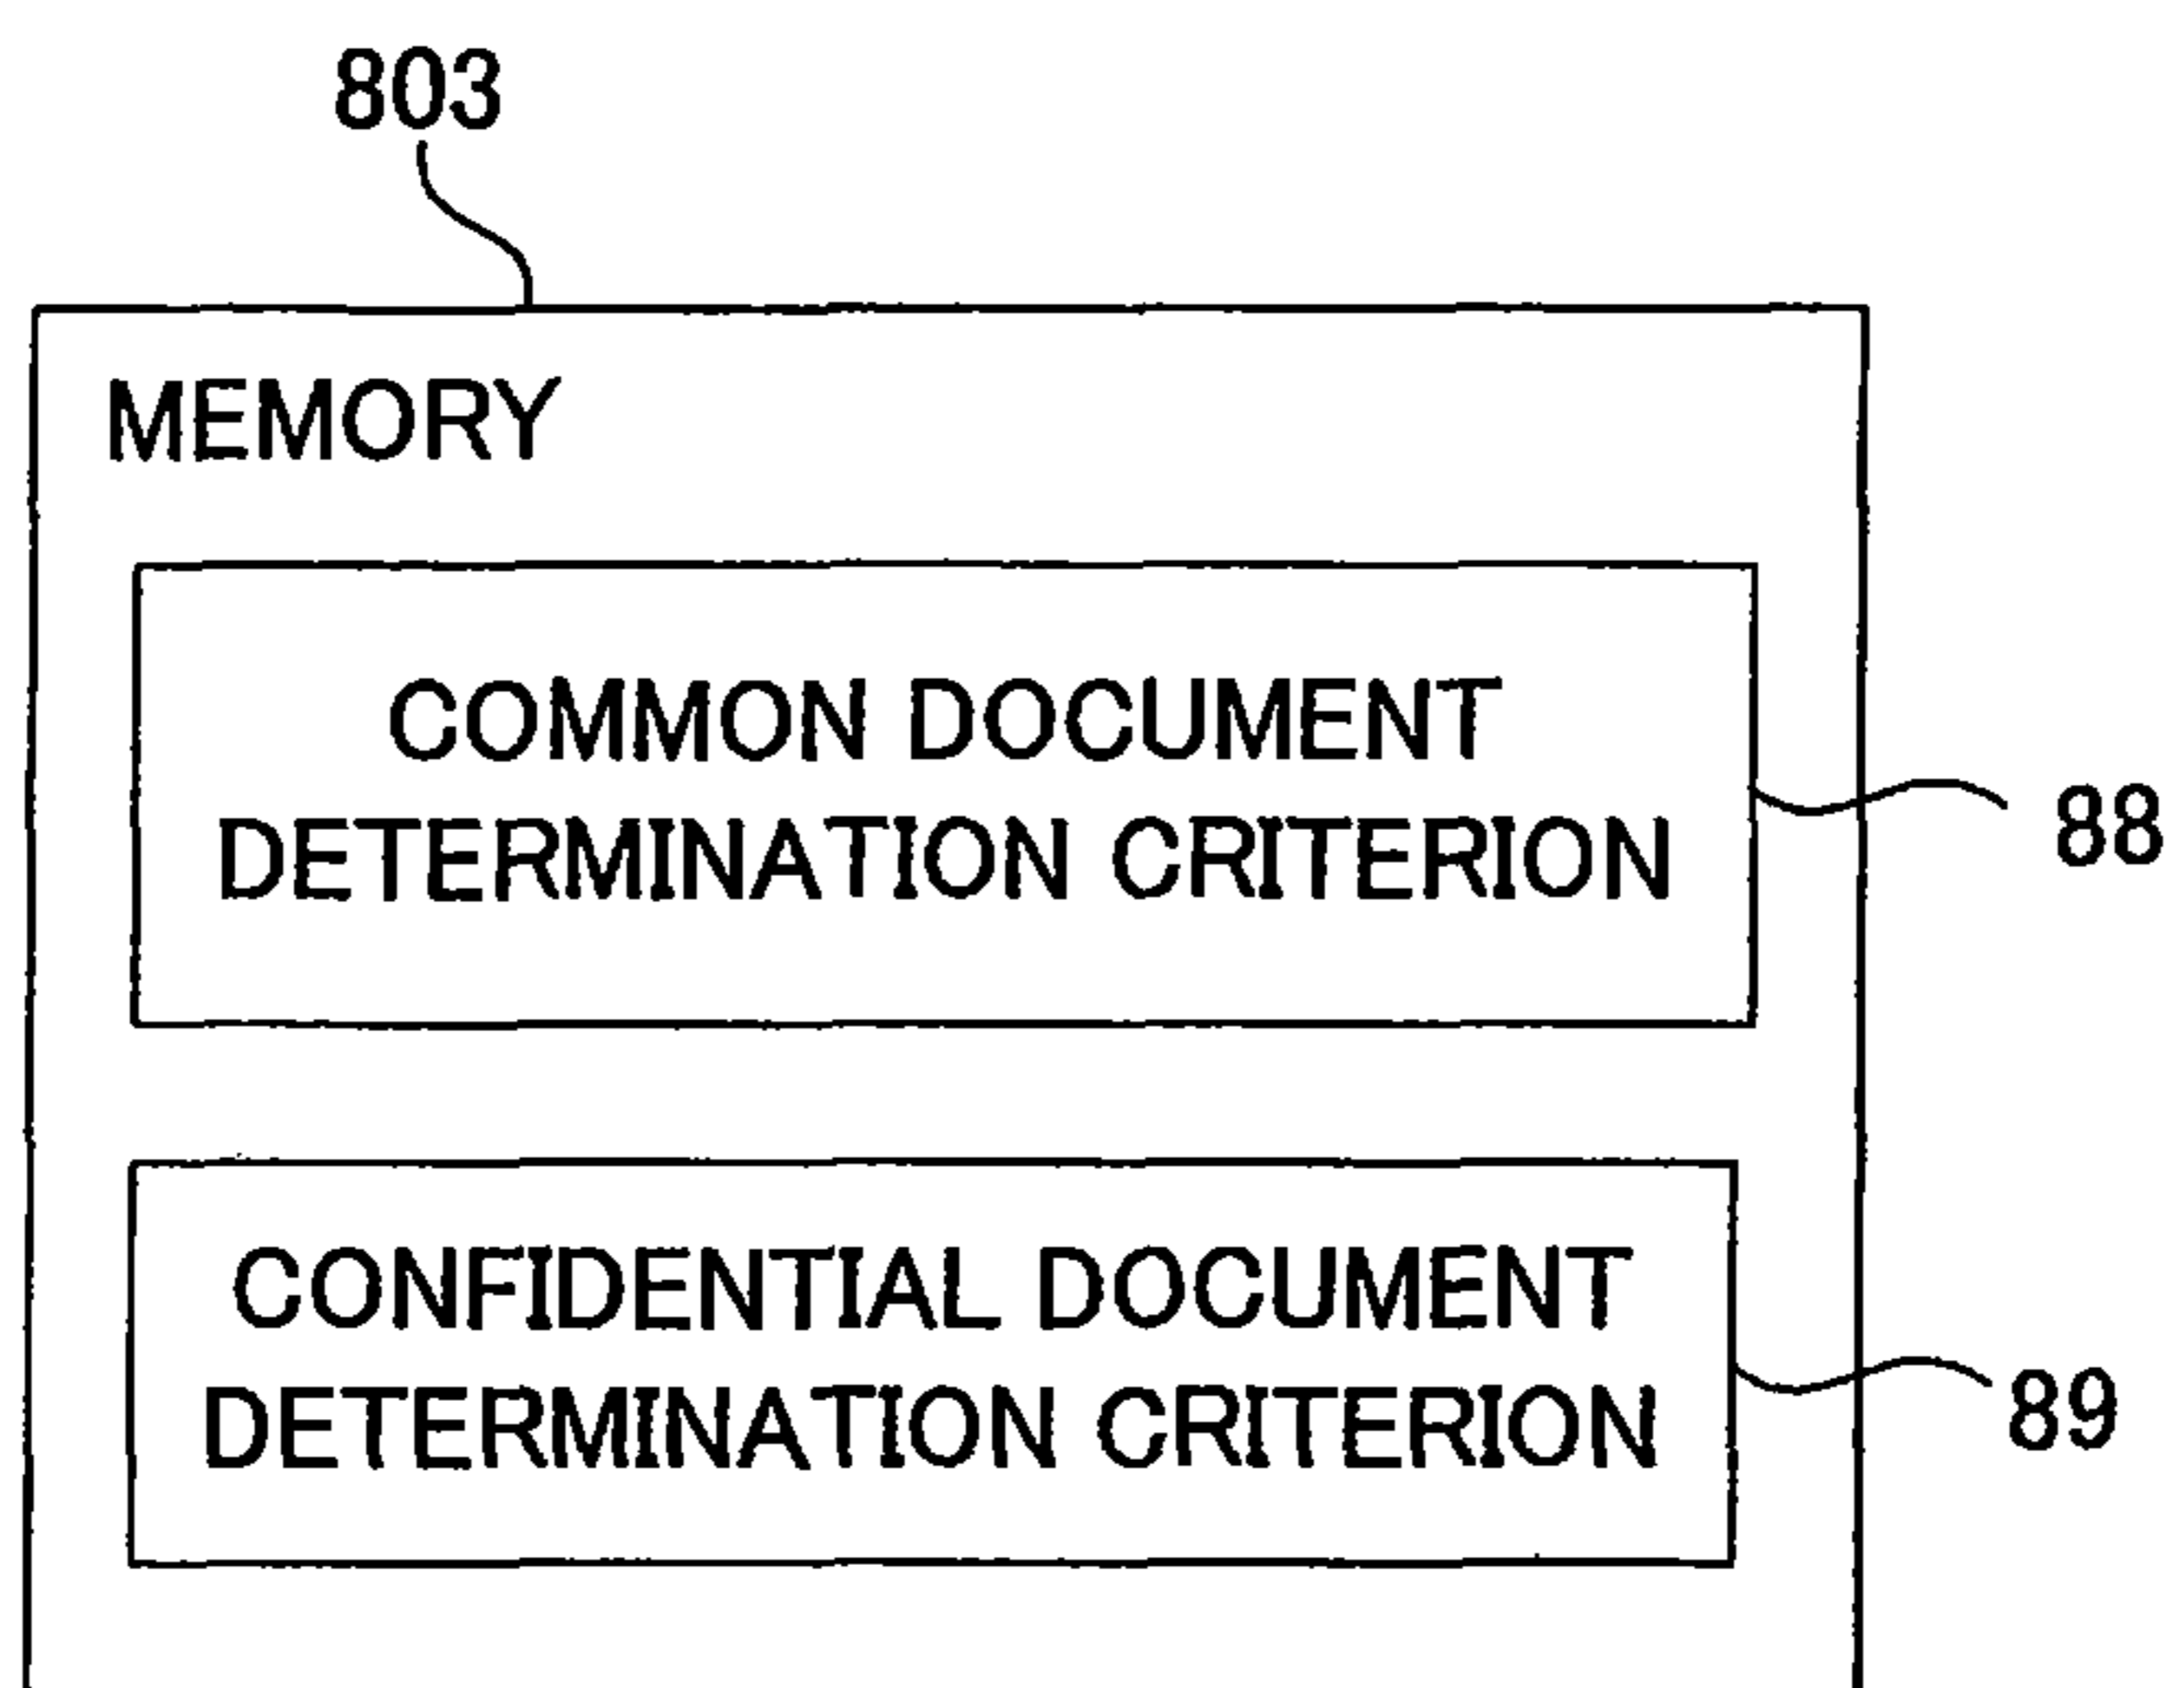 803
MEMORY
COMMON DOCUMENT
DETERMINATION CRITERION
88
CONFIDENTIAL DOCUMENT
DETERMINATION CRITERION
89